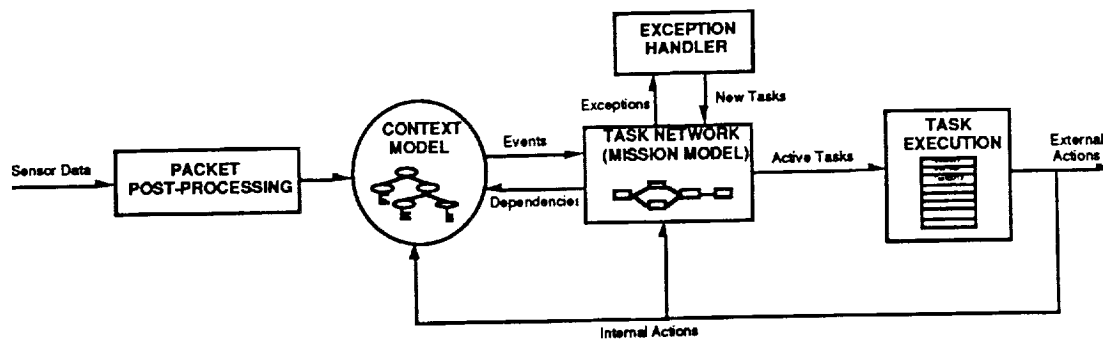 EXCEPTION
HANDLER
Exceptions
New Tasks
CONTEXT
MODEL
Events
TASK NETWORK
(MISSION MODEL)
TASK
EXECUTION
External
Actions
Sensor Data
PACKET
POST-PROCESSING
Active Tasks
Dependencies
Internal Actions